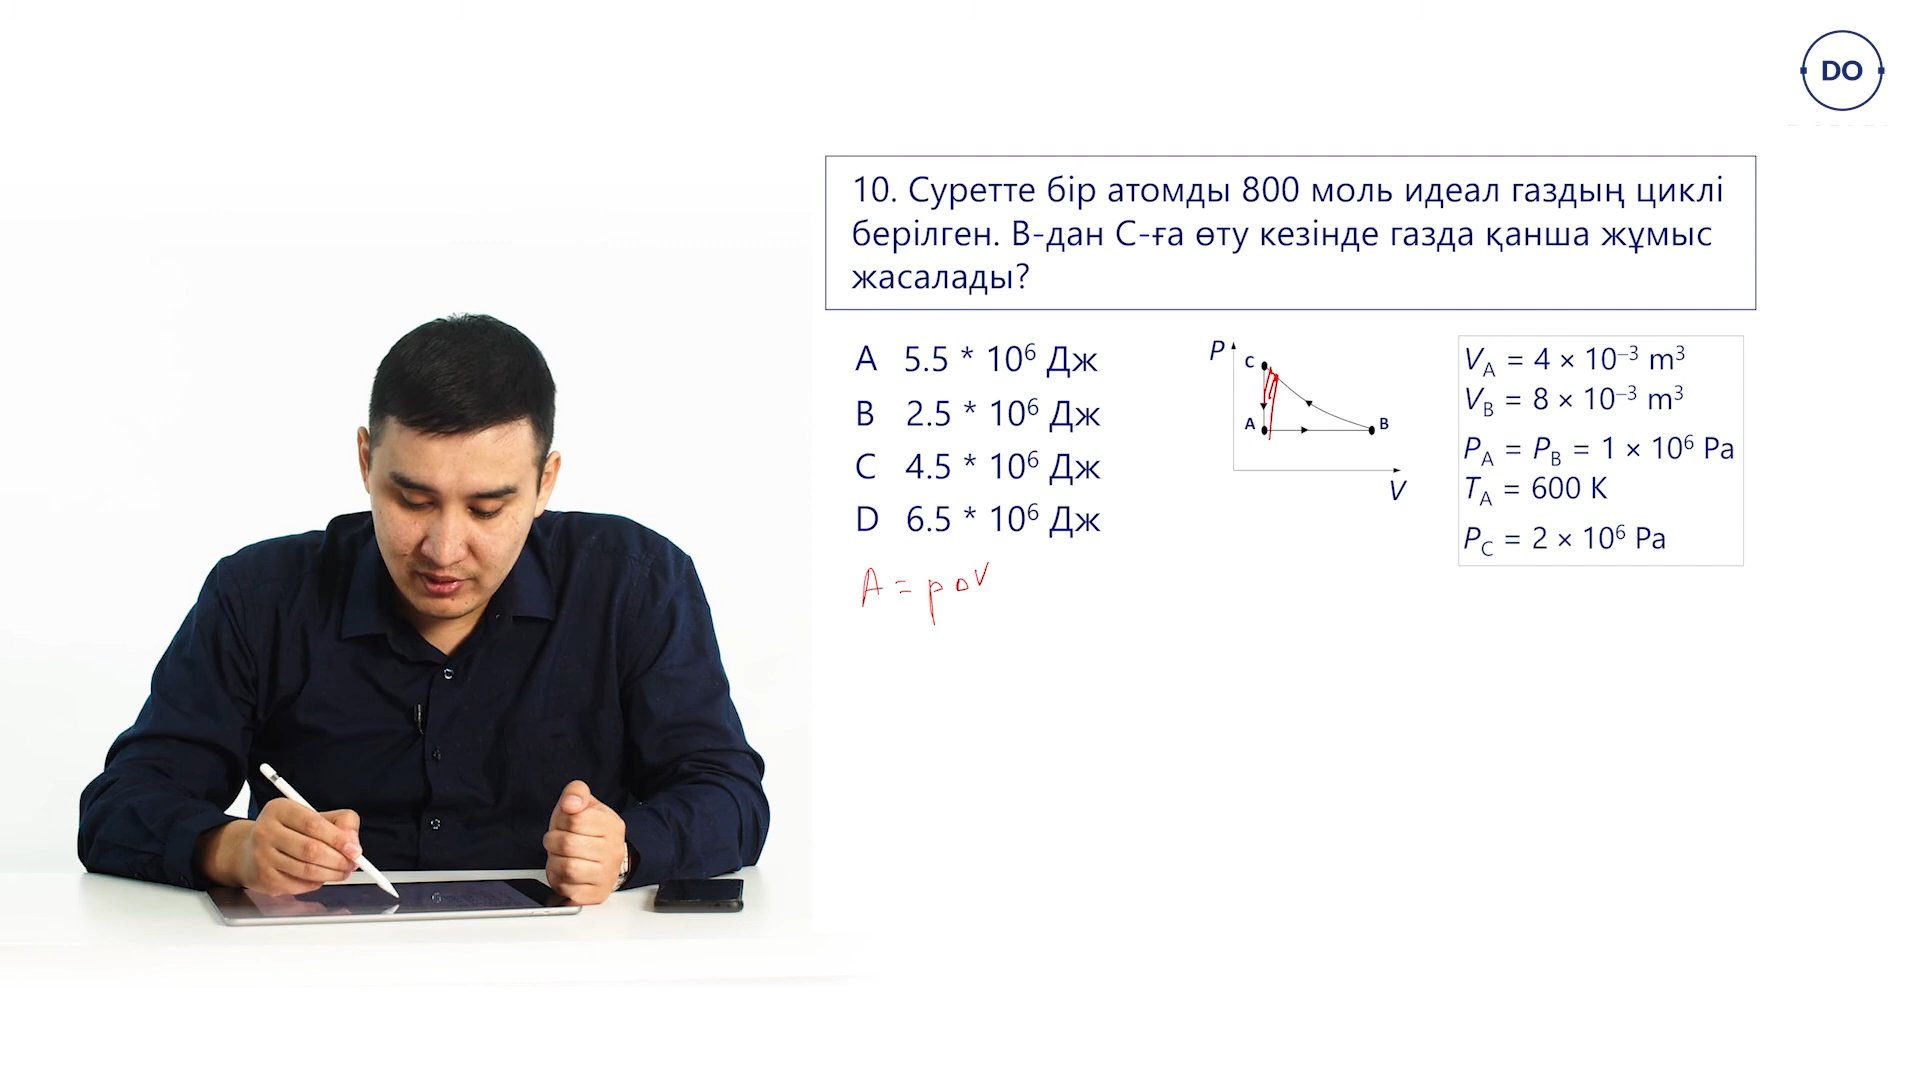 DO
10. Суретте бір атомды 800 моль идеал газдың циклі
берілген. В-дан С-ға өту кезінде газда қанша жұмыс
жасалады?
A 5.5 * 10⁶ Дж
B 2.5 * 10⁶ Дж
C 4.5 * 10⁶ Дж
D 6.5 * 10⁶ Дж
A = p△V
P
C
A
B
V
V_A = 4 × 10⁻³ m³
V_B = 8 × 10⁻³ m³
P_A = P_B = 1 × 10⁶ Pa
T_A = 600 K
P_C = 2 × 10⁶ Pa